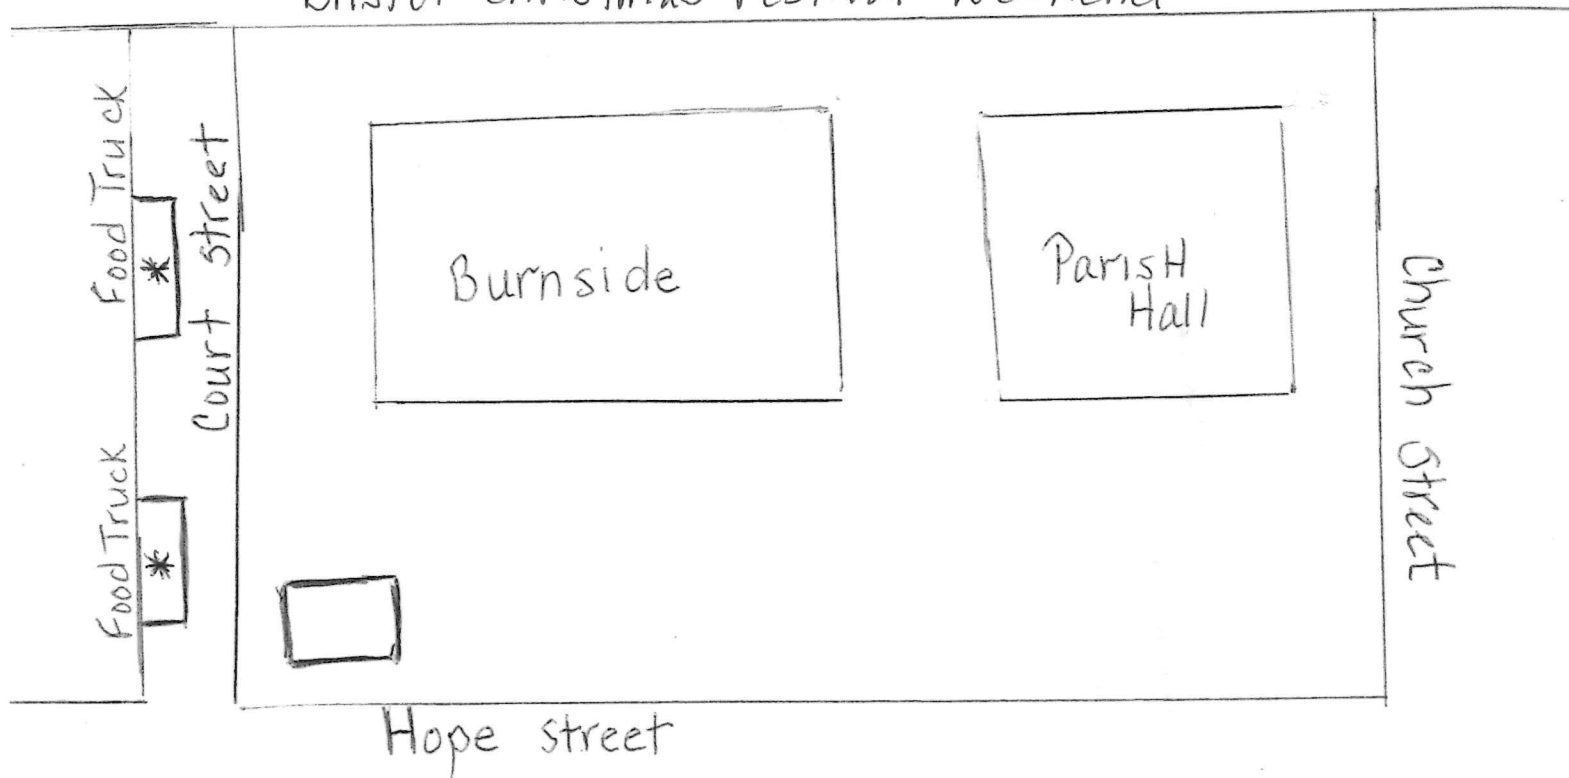 Food Truck
Court Street
Burnside
Parish
Hall
Church Street
Food Truck
Hope Street